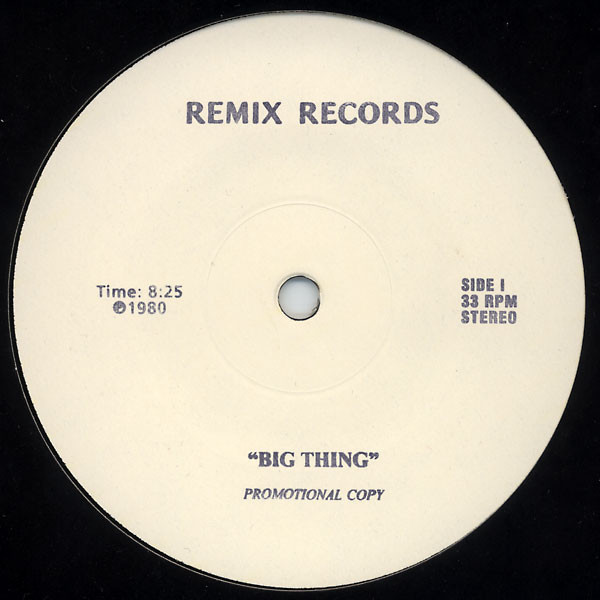 REMIX RECORDS
Time: 8:25
℗1980
SIDE I
33 RPM
STEREO
“BIG THING”
PROMOTIONAL COPY